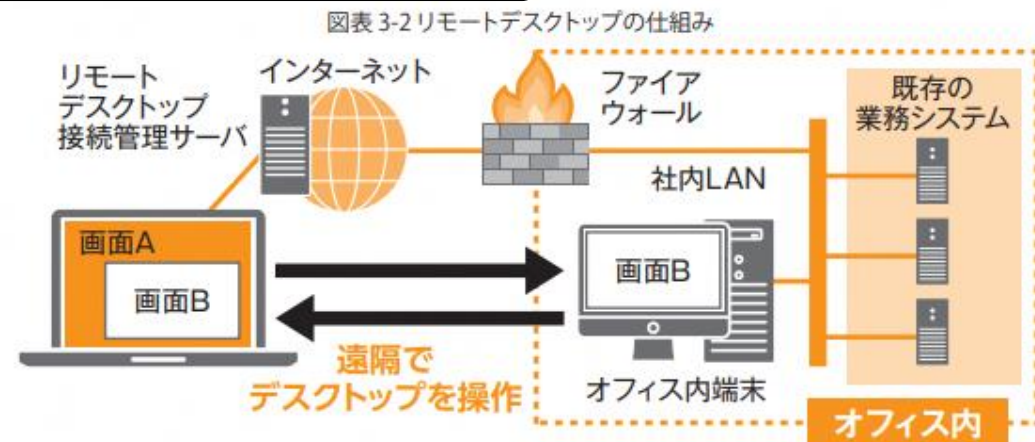 図表 3-2 リモートデスクトップの仕組み
リモート
デスクトップ
接続管理サーバ
インターネット
ファイア
ウォール
既存の
業務システム
社内LAN
画面A
画面B
画面B
遠隔で
デスクトップを操作
オフィス内端末
オフィス内